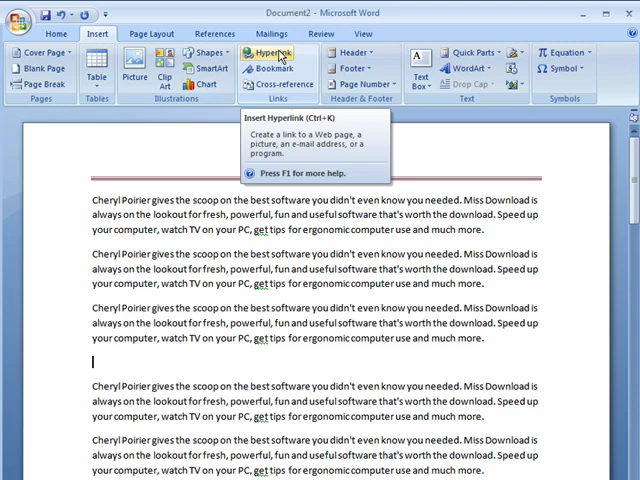 Document2 - Microsoft Word
Home Insert Page Layout References Mailings Review View
Cover Page
Blank Page
Page Break
Pages
Table
Tables
Picture
Clip Art
Shapes
SmartArt
Chart
Illustrations
Hyperlink
Bookmark
Cross-reference
Links
Header
Footer
Page Number
Header & Footer
Text Box
Quick Parts
WordArt
Drop Cap
Text
Equation
Symbol
Symbols
Insert Hyperlink (Ctrl+K)
Create a link to a Web page, a
picture, an e-mail address, or a
program.
Press F1 for more help.
Cheryl Poirier gives the scoop on the best software you didn't even know you needed. Miss Download is
always on the lookout for fresh, powerful, fun and useful software that's worth the download. Speed up
your computer, watch TV on your PC, get tips for ergonomic computer use and much more.
Cheryl Poirier gives the scoop on the best software you didn't even know you needed. Miss Download is
always on the lookout for fresh, powerful, fun and useful software that's worth the download. Speed up
your computer, watch TV on your PC, get tips for ergonomic computer use and much more.
Cheryl Poirier gives the scoop on the best software you didn't even know you needed. Miss Download is
always on the lookout for fresh, powerful, fun and useful software that's worth the download. Speed up
your computer, watch TV on your PC, get tips for ergonomic computer use and much more.
Cheryl Poirier gives the scoop on the best software you didn't even know you needed. Miss Download is
always on the lookout for fresh, powerful, fun and useful software that's worth the download. Speed up
your computer, watch TV on your PC, get tips for ergonomic computer use and much more.
Cheryl Poirier gives the scoop on the best software you didn't even know you needed. Miss Download is
always on the lookout for fresh, powerful, fun and useful software that's worth the download. Speed up
your computer, watch TV on your PC, get tips for ergonomic computer use and much more.